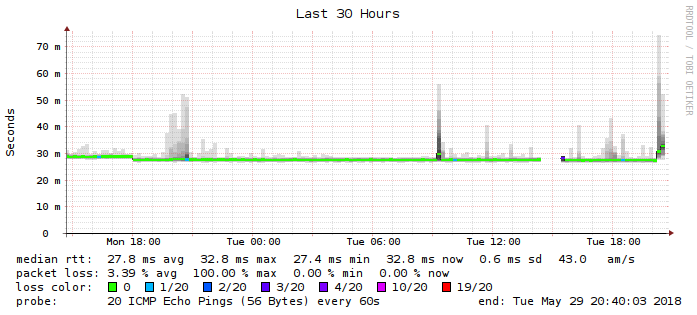 Last 30 Hours
RRDTOOL / TOBI OETIKER
Seconds
70 m
60 m
50 m
40 m
30 m
20 m
10 m
0
Mon 18:00 Tue 00:00 Tue 06:00 Tue 12:00 Tue 18:00
median rtt: 27.8 ms avg 32.8 ms max 27.4 ms min 32.8 ms now 0.6 ms sd 43.0 am/s
packet loss: 3.39 % avg 100.00 % max 0.00 % min 0.00 % now
loss color: 0 1/20 2/20 3/20 4/20 10/20 19/20
probe: 20 ICMP Echo Pings (56 Bytes) every 60s end: Tue May 29 20:40:03 2018